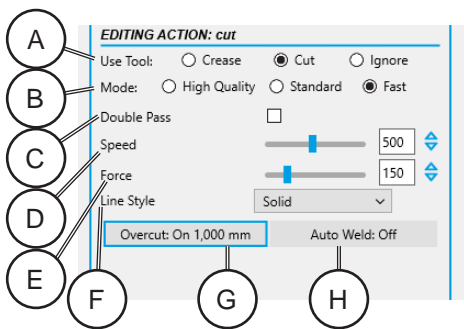 EDITING ACTION: cut
A
Use Tool: Crease Cut Ignore
B
Mode: High Quality Standard Fast
C
Double Pass
D
Speed 500
E
Force 150
F
Line Style Solid
Overcut: On 1,000 mm Auto Weld: Off
G
H